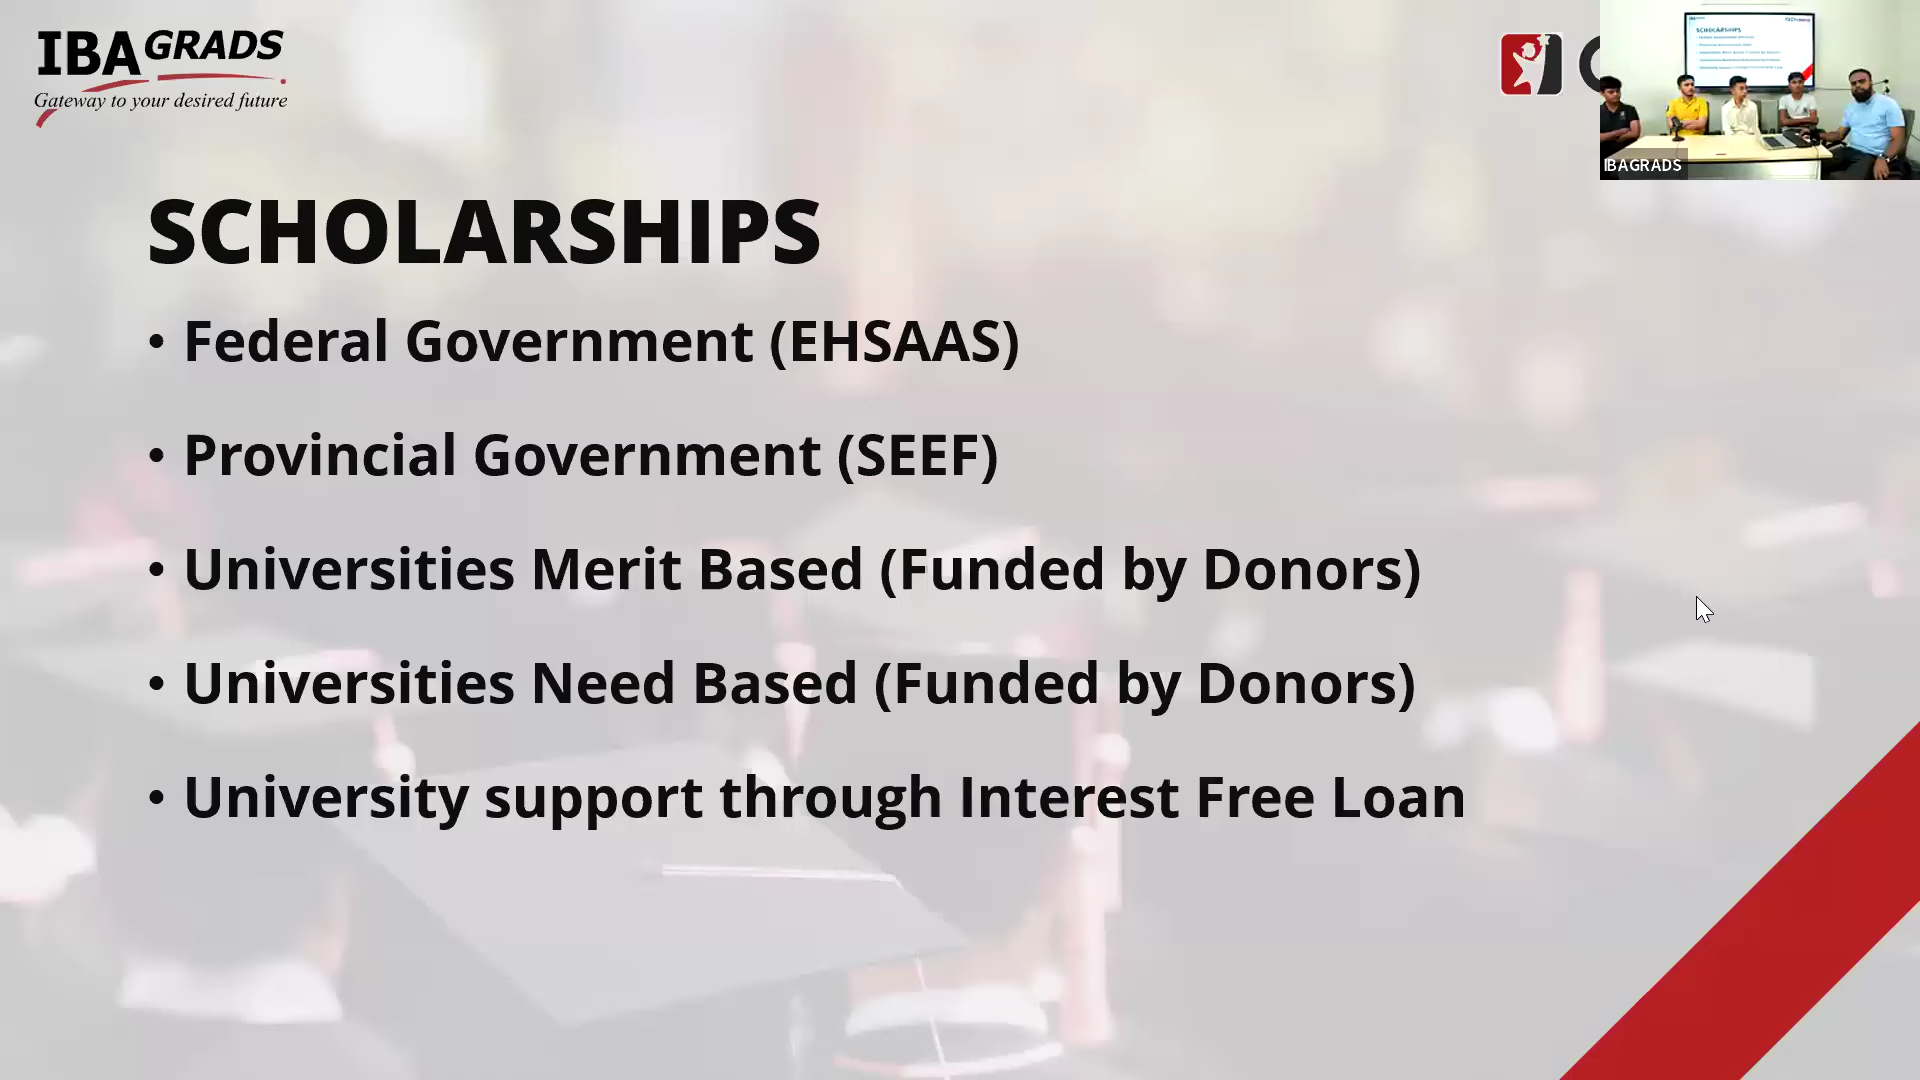 IBA GRADS
Gateway to your desired future
IBAGRADS
SCHOLARSHIPS
SCHOLARSHIPS
• Federal Government (EHSAAS)
• Provincial Government (SEEF)
• Universities Merit Based (Funded by Donors)
• Universities Need Based (Funded by Donors)
• University support through Interest Free Loan